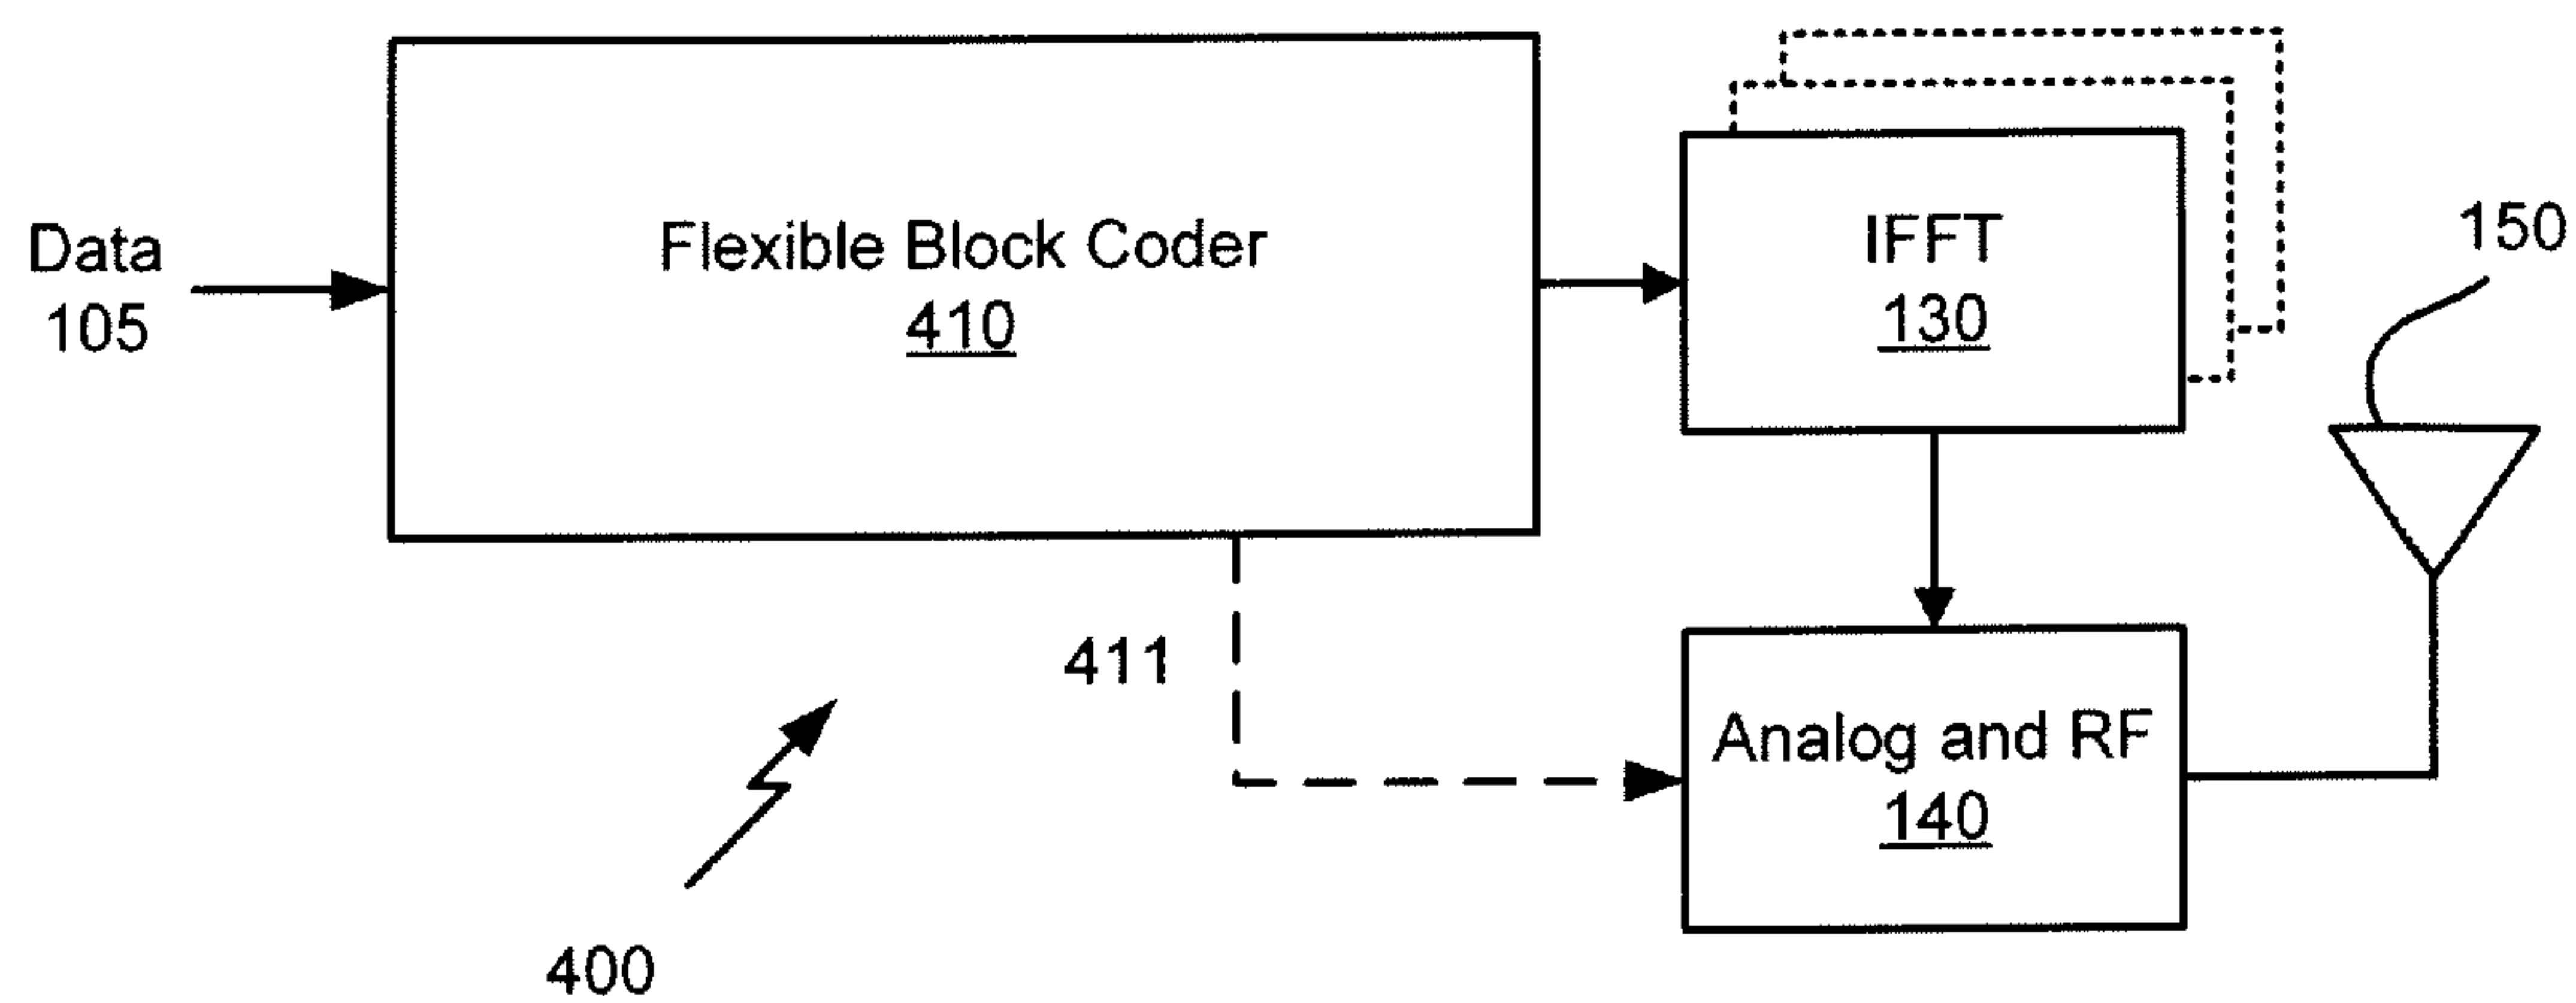 Data
105
Flexible Block Coder
410
IFFT
130
150
411
Analog and RF
140
400